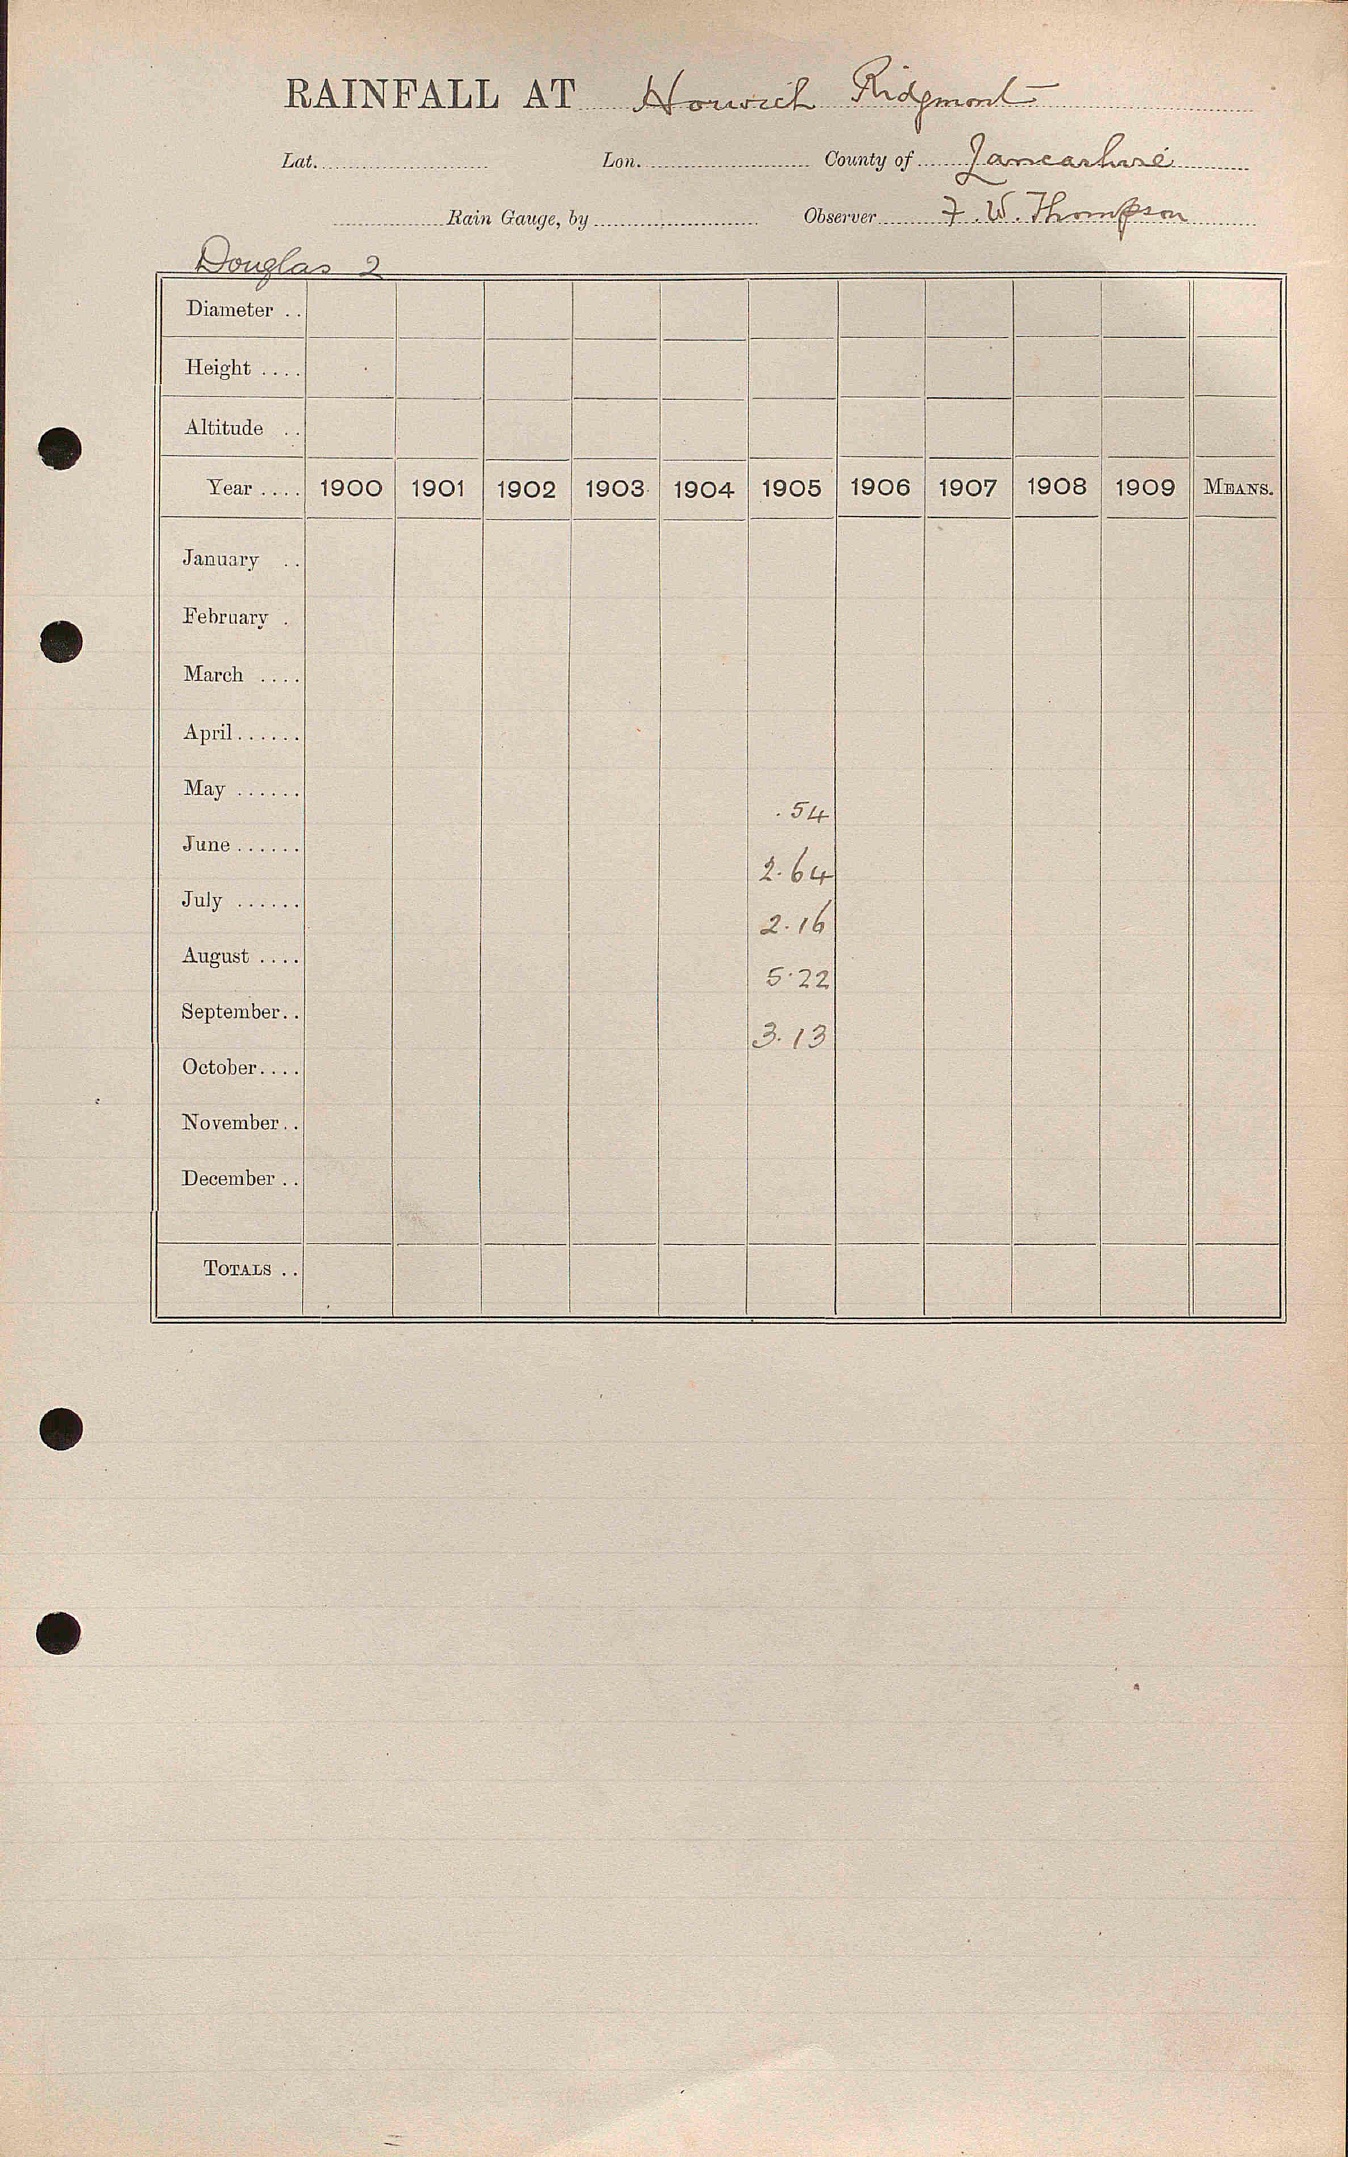 RAINFALL AT Horwich Ridgmont
Lat. Lon. County of Lancashire
Rain Gauge, by Observer F. W. Thompson
Douglas 2
Diameter ..
Height ....
Altitude ..
Year .... 1900 1901 1902 1903 1904 1905 1906 1907 1908 1909 MEANS.
January ..
February .
March ....
April ......
May ......
.54
June ......
2.64
July ......
2.16
August ....
5.22
September..
3.13
October....
November..
December ..
TOTALS ..